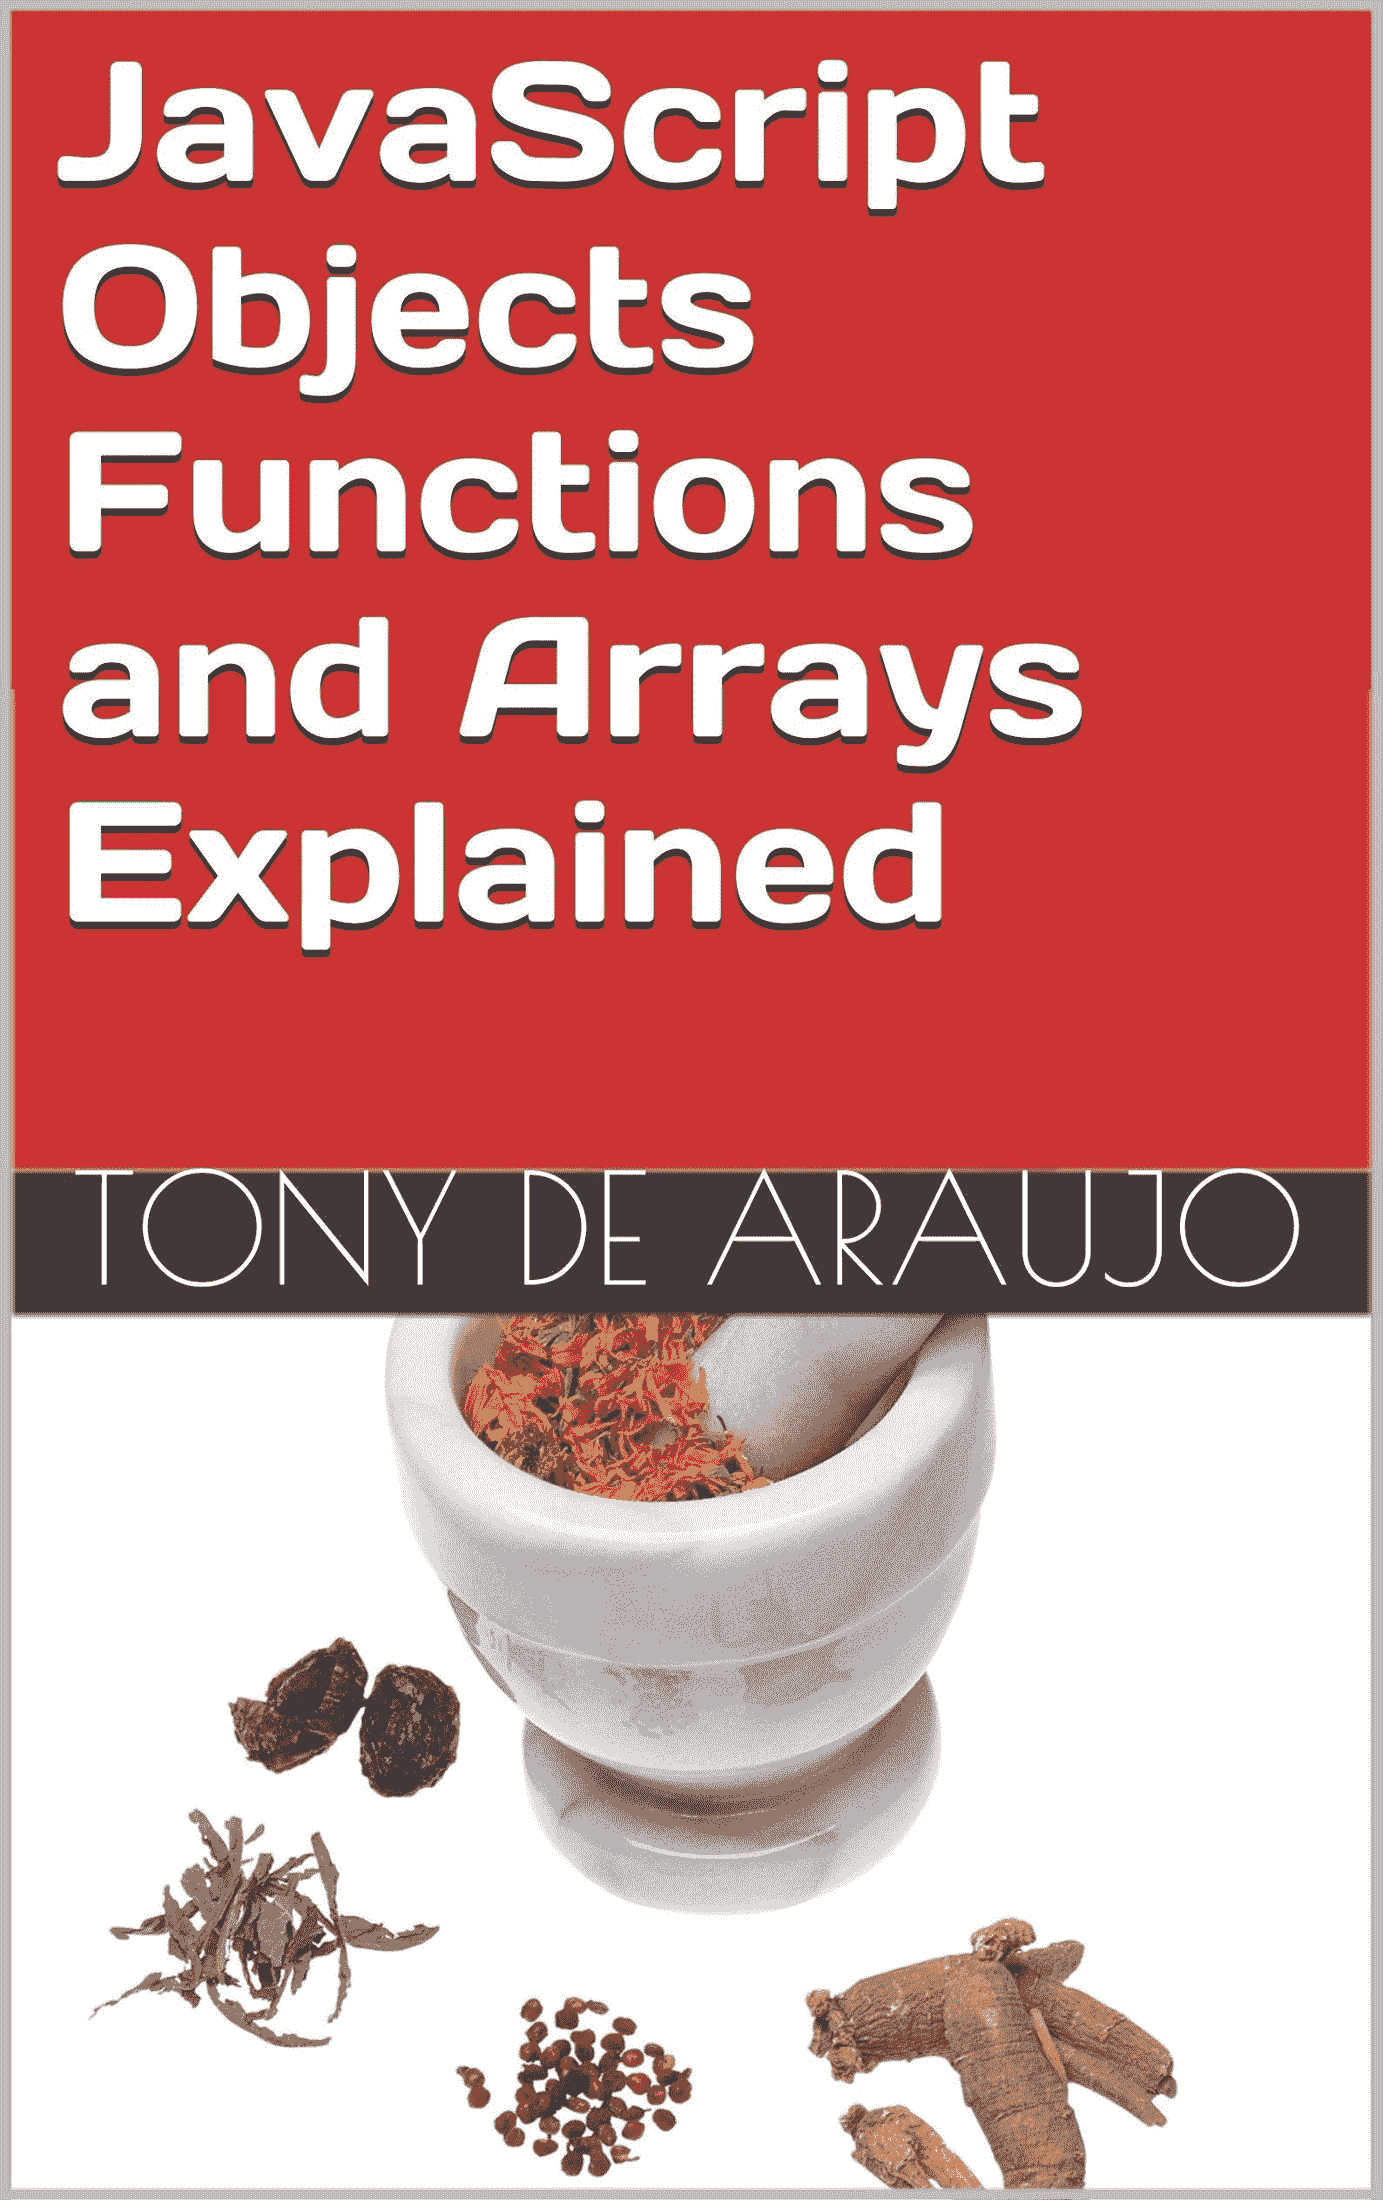 JavaScript
Objects
Functions
and Arrays
Explained
TONY DE ARAUJO